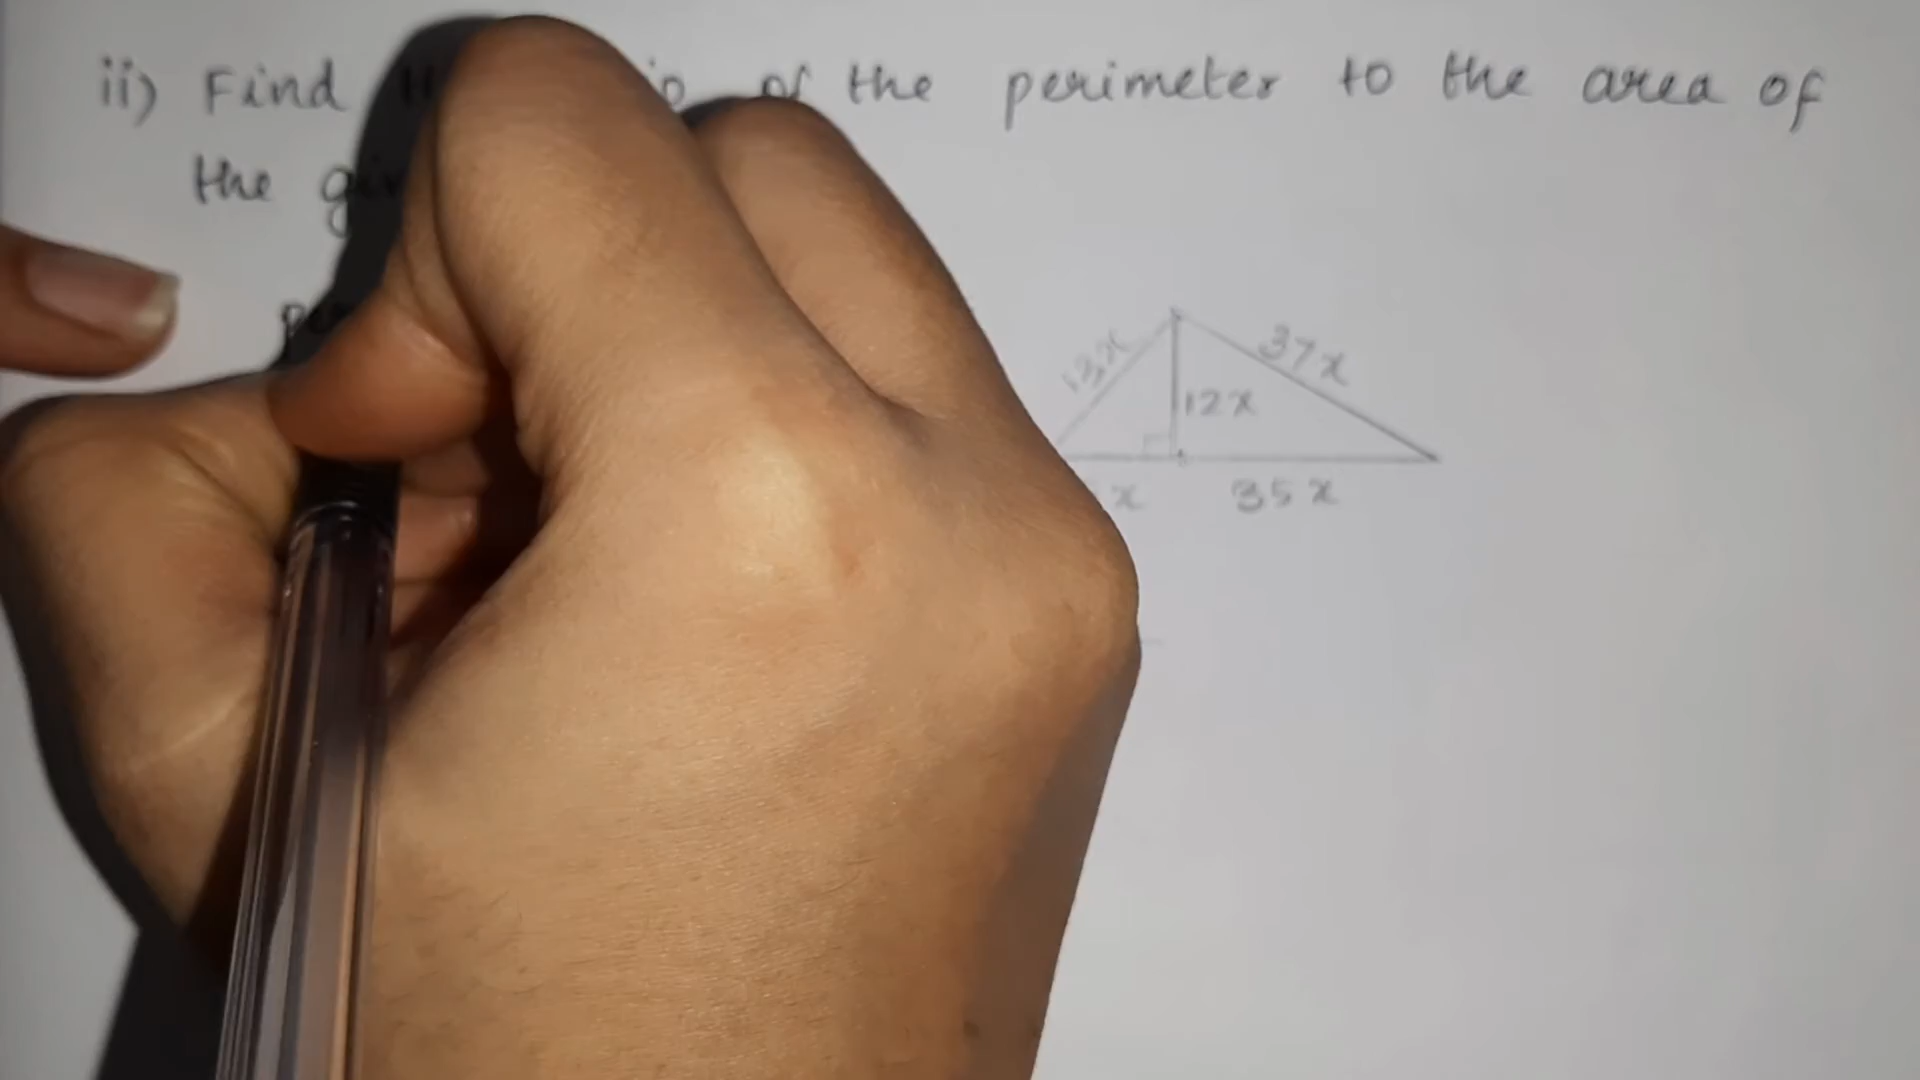 ii) Find of the perimeter to the area of
the
13x
37x
12x
x
35x